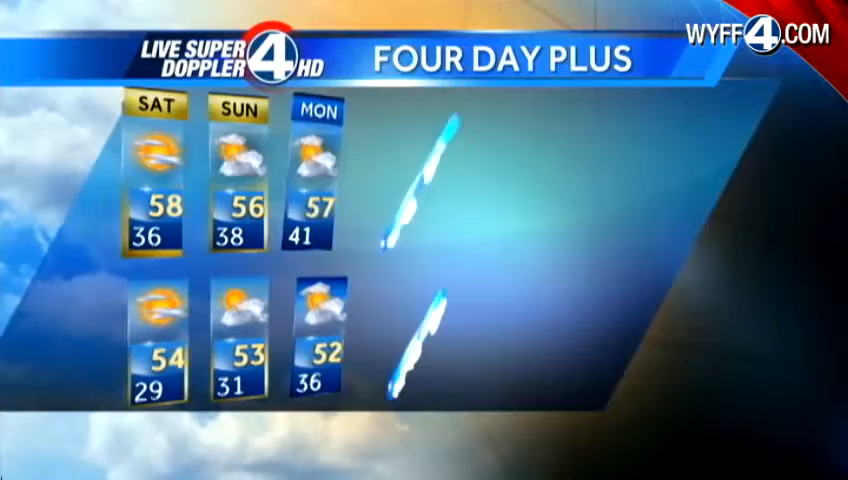 WYFF4.COM
LIVE SUPER
DOPPLER 4 HD
FOUR DAY PLUS
SAT SUN MON
58 56 57
36 38 41
54 53 52
29 31 36